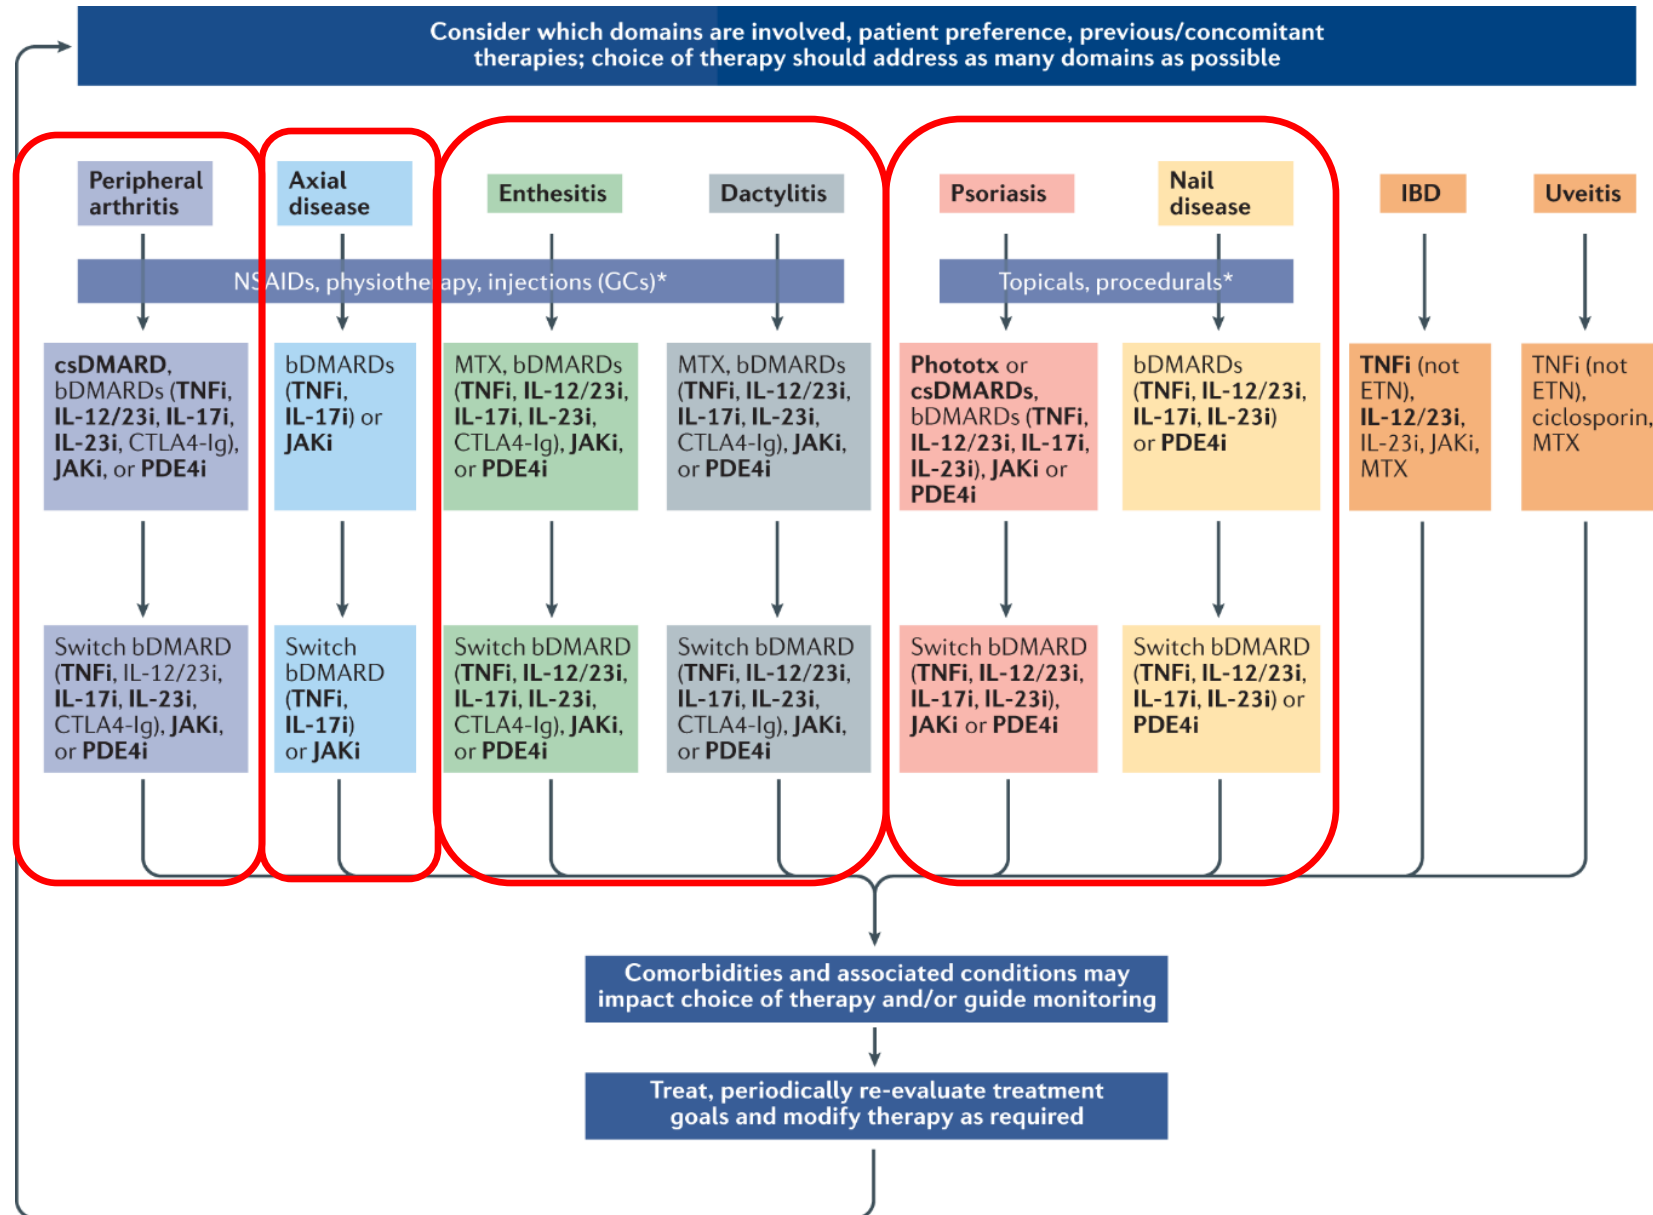 Consider which domains are involved, patient preference, previous/concomitant
therapies; choice of therapy should address as many domains as possible
Peripheral
arthritis
Axial
disease
Enthesitis
Dactylitis
Psoriasis
Nail
disease
IBD
Uveitis
NSAIDs, physiotherapy, injections (GCs)*
Topicals, procedurals*
csDMARD,
bDMARDs (TNFi,
IL-12/23i, IL-17i,
IL-23i, CTLA4-Ig),
JAKi, or PDE4i
bDMARDs
(TNFi,
IL-17i) or
JAKi
MTX, bDMARDs
(TNFi, IL-12/23i,
IL-17i, IL-23i,
CTLA4-Ig), JAKi,
or PDE4i
MTX, bDMARDs
(TNFi, IL-12/23i,
IL-17i, IL-23i,
CTLA4-Ig), JAKi,
or PDE4i
Phototx or
csDMARDs,
bDMARDs (TNFi,
IL-12/23i, IL-17i,
IL-23i), JAKi or
PDE4i
bDMARDs
(TNFi, IL-12/23i,
IL-17i, IL-23i)
or PDE4i
TNFi (not
ETN),
IL-12/23i,
IL-23i, JAKi,
MTX
TNFi (not
ETN),
ciclosporin,
MTX
Switch bDMARD
(TNFi, IL-12/23i,
IL-17i, IL-23i,
CTLA4-Ig), JAKi,
or PDE4i
Switch
bDMARD
(TNFi,
IL-17i)
or JAKi
Switch bDMARD
(TNFi, IL-12/23i,
IL-17i, IL-23i,
CTLA4-Ig), JAKi,
or PDE4i
Switch bDMARD
(TNFi, IL-12/23i,
IL-17i, IL-23i,
CTLA4-Ig), JAKi,
or PDE4i
Switch bDMARD
(TNFi, IL-12/23i,
IL-17i, IL-23i),
JAKi or PDE4i
Switch bDMARD
(TNFi, IL-12/23i,
IL-17i, IL-23i) or
PDE4i
Comorbidities and associated conditions may
impact choice of therapy and/or guide monitoring
Treat, periodically re-evaluate treatment
goals and modify therapy as required